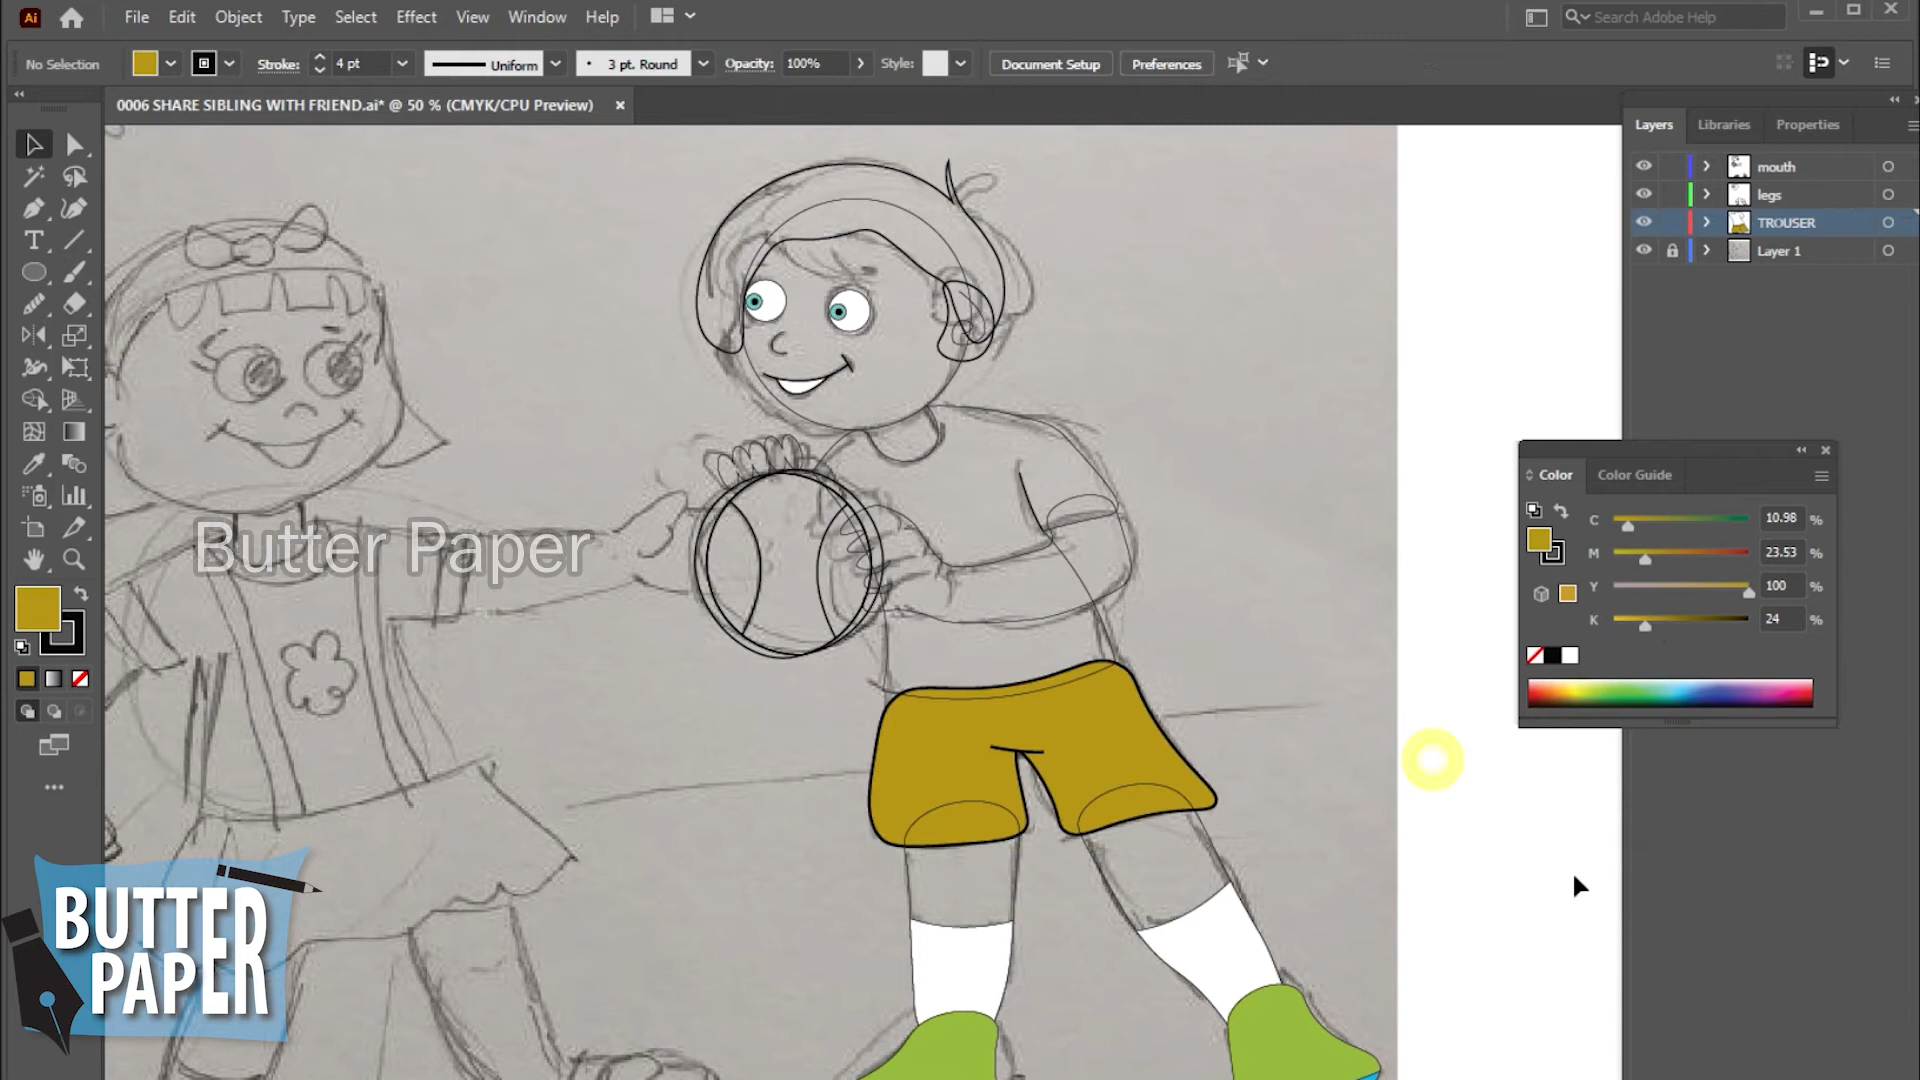 Ai File Edit Object Type Select Effect View Window Help Search Adobe Help
No Selection Stroke: 4 pt Uniform 3 pt. Round Opacity: 100% Style: Document Setup Preferences
0006 SHARE SIBLING WITH FRIEND.ai* @ 50 % (CMYK/CPU Preview)
Layers Libraries Properties
mouth
legs
TROUSER
Layer 1
Color Color Guide
C 10.98 %
M 23.53 %
Y 100 %
K 24 %
Butter Paper
BUTTER
PAPER